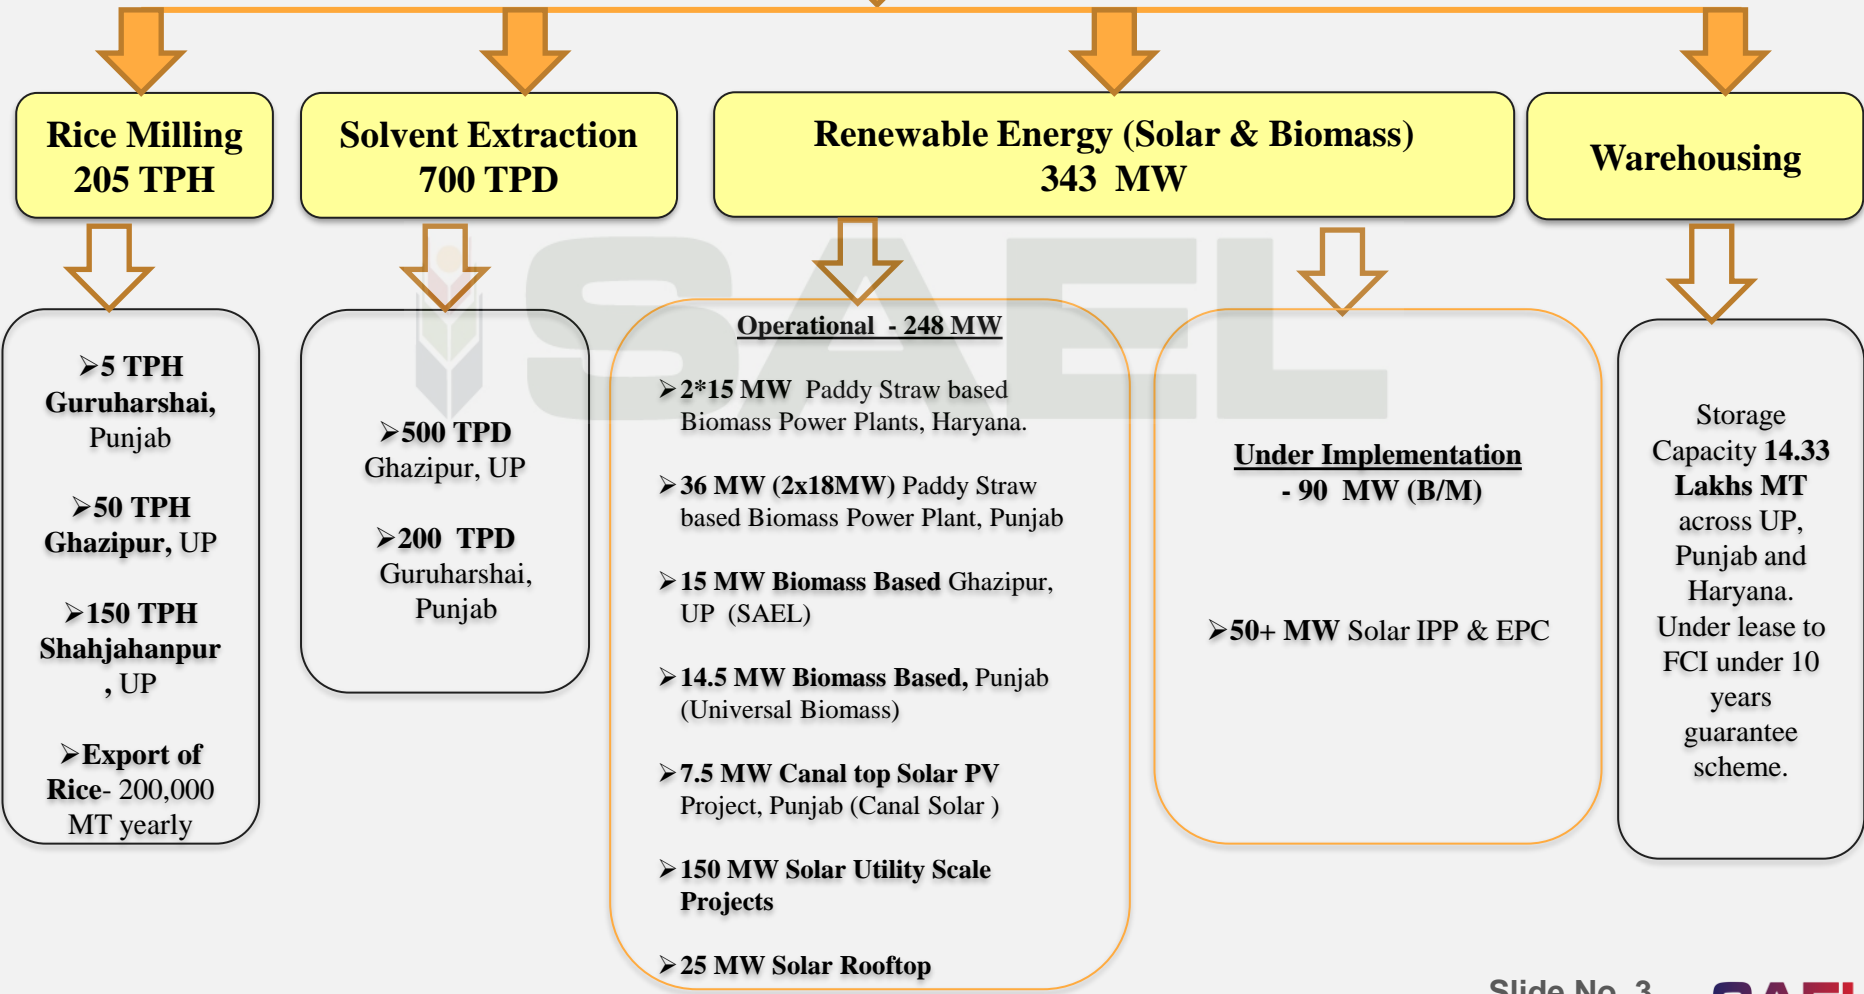 Rice Milling
205 TPH
Solvent Extraction
700 TPD
Renewable Energy (Solar & Biomass)
343 MW
Warehousing
➢5 TPH
Guruharshai,
Punjab
➢50 TPH
Ghazipur, UP
➢150 TPH
Shahjahanpur
, UP
➢Export of
Rice- 200,000
MT yearly
➢500 TPD
Ghazipur, UP
➢200 TPD
Guruharshai,
Punjab
Operational - 248 MW
➢2*15 MW Paddy Straw based
Biomass Power Plants, Haryana.
➢36 MW (2x18MW) Paddy Straw
based Biomass Power Plant, Punjab
➢15 MW Biomass Based Ghazipur,
UP (SAEL)
➢14.5 MW Biomass Based, Punjab
(Universal Biomass)
➢7.5 MW Canal top Solar PV
Project, Punjab (Canal Solar )
➢150 MW Solar Utility Scale
Projects
➢25 MW Solar Rooftop
Under Implementation
- 90 MW (B/M)
➢50+ MW Solar IPP & EPC
Storage
Capacity 14.33
Lakhs MT
across UP,
Punjab and
Haryana.
Under lease to
FCI under 10
years
guarantee
scheme.
SAEL
Slide No. 3
SAEL